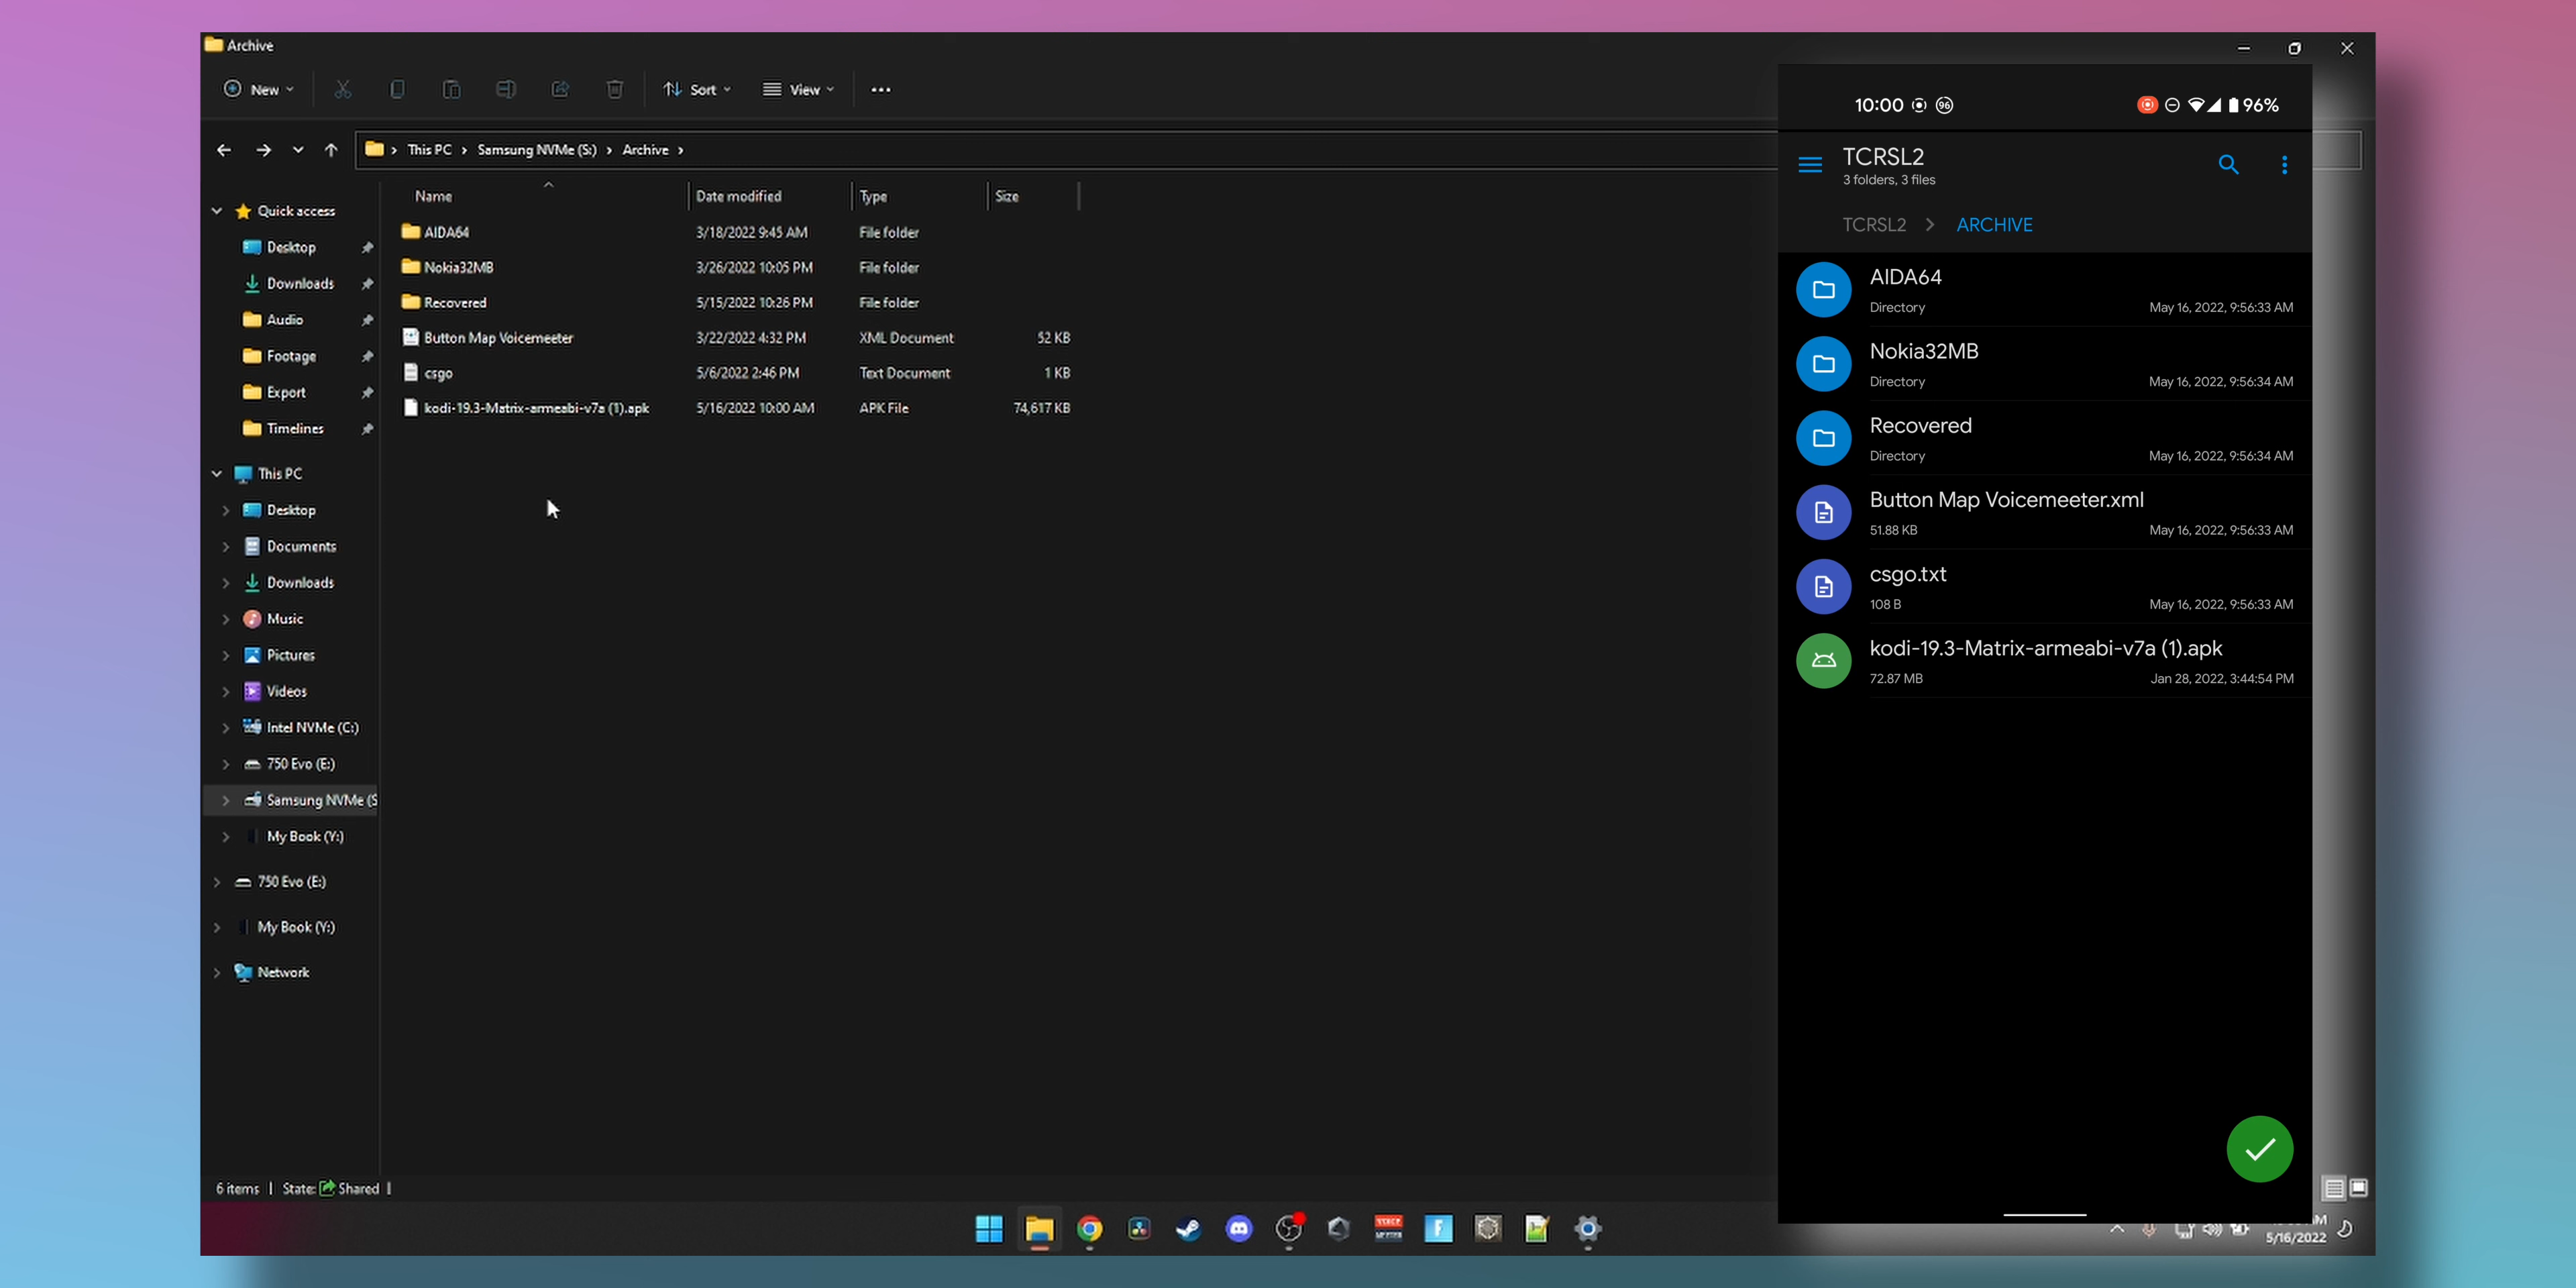 Archive
New
Sort
View
This PC > Samsung NVMe (S:) > Archive >
Name Date modified Type Size
AIDA64 3/18/2022 9:45 AM File folder
Nokia32MB 3/26/2022 10:05 PM File folder
Recovered 5/15/2022 10:26 PM File folder
Button Map Voicemeeter 3/22/2022 4:32 PM XML Document 52 KB
csgo 5/6/2022 2:46 PM Text Document 1 KB
kodi-19.3-Matrix-armeabi-v7a (1).apk 5/16/2022 10:00 AM APK File 74,617 KB
Quick access
Desktop
Downloads
Audio
Footage
Export
Timelines
This PC
Desktop
Documents
Downloads
Music
Pictures
Videos
Intel NVMe (C:)
750 Evo (E:)
Samsung NVMe (S
My Book (Y:)
750 Evo (E:)
My Book (Y:)
Network
6 items | State: Shared
10:00 96 96%
TCRSL2
3 folders, 3 files
TCRSL2 > ARCHIVE
AIDA64
Directory May 16, 2022, 9:56:33 AM
Nokia32MB
Directory May 16, 2022, 9:56:34 AM
Recovered
Directory May 16, 2022, 9:56:34 AM
Button Map Voicemeeter.xml
51.88 KB May 16, 2022, 9:56:33 AM
csgo.txt
108 B May 16, 2022, 9:56:33 AM
kodi-19.3-Matrix-armeabi-v7a (1).apk
72.87 MB Jan 28, 2022, 3:44:54 PM
VOICE
5/16/2022